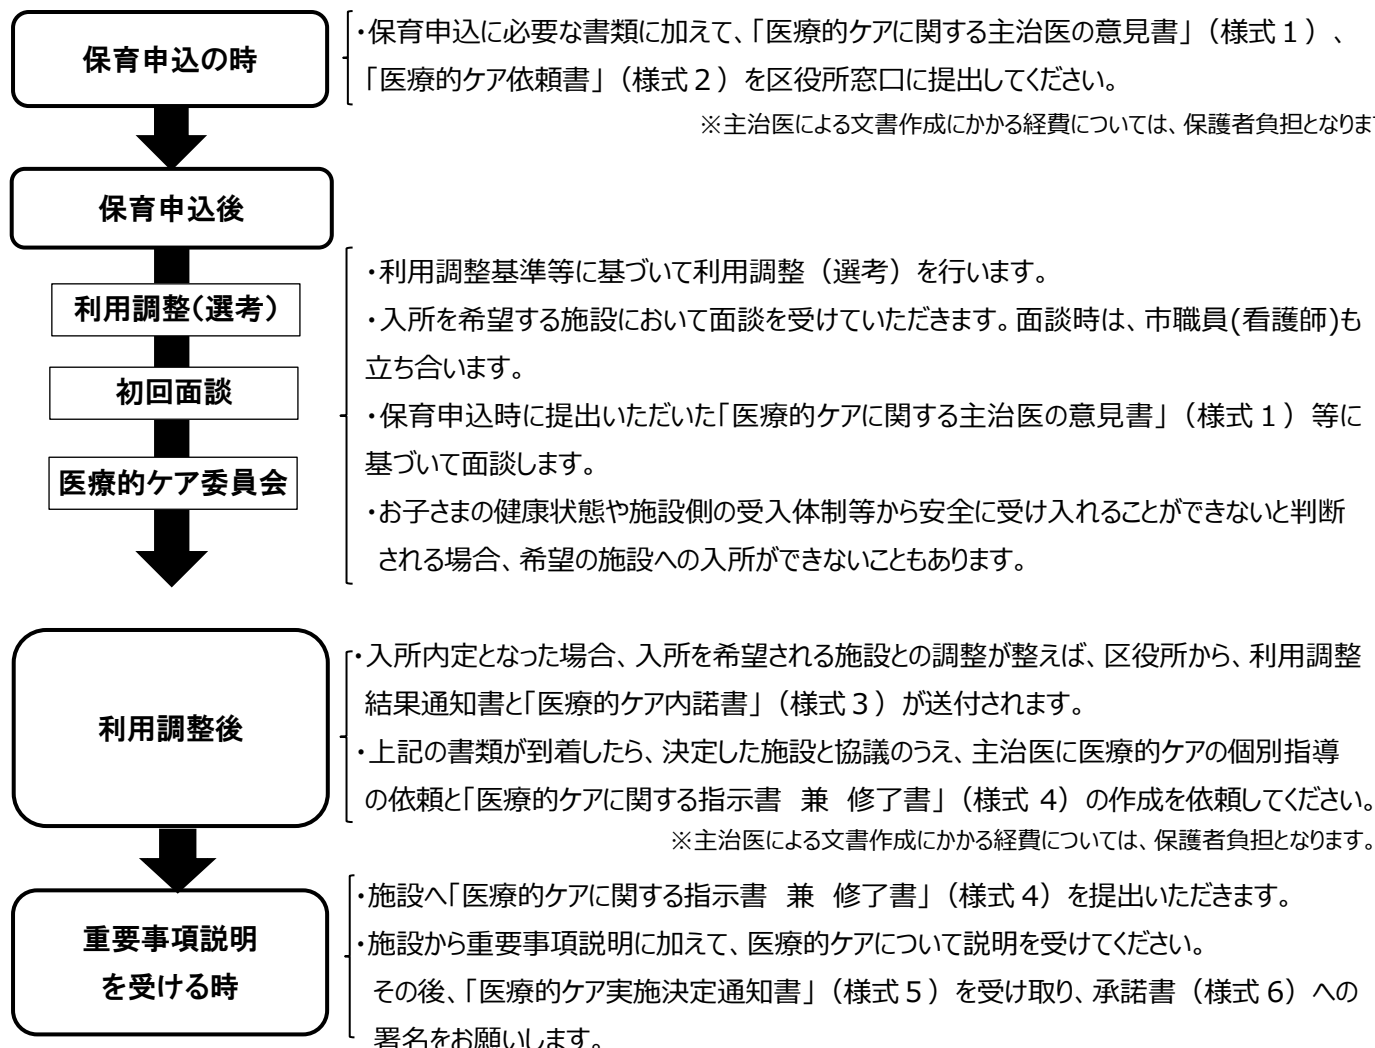 保育申込の時
・保育申込に必要な書類に加えて、「医療的ケアに関する主治医の意見書」（様式１）、
「医療的ケア依頼書」（様式２）を区役所窓口に提出してください。
※主治医による文書作成にかかる経費については、保護者負担となりま
保育申込後
利用調整（選考）
初回面談
医療的ケア委員会
・利用調整基準等に基づいて利用調整（選考）を行います。
・入所を希望する施設において面談を受けていただきます。面談時は、市職員(看護師)も
立ち合います。
・保育申込時に提出いただいた「医療的ケアに関する主治医の意見書」（様式１）等に
基づいて面談します。
・お子さまの健康状態や施設側の受入体制等から安全に受け入れることができないと判断
される場合、希望の施設への入所ができないこともあります。
利用調整後
・入所内定となった場合、入所を希望される施設との調整が整えば、区役所から、利用調整
結果通知書と「医療的ケア内諾書」（様式３）が送付されます。
・上記の書類が到着したら、決定した施設と協議のうえ、主治医に医療的ケアの個別指導
の依頼と「医療的ケアに関する指示書　兼　修了書」（様式 4）の作成を依頼してください。
※主治医による文書作成にかかる経費については、保護者負担となります。
重要事項説明
を受ける時
・施設へ「医療的ケアに関する指示書　兼　修了書」（様式 4）を提出いただきます。
・施設から重要事項説明に加えて、医療的ケアについて説明を受けてください。
その後、「医療的ケア実施決定通知書」（様式５）を受け取り、承諾書（様式 6）への
署名をお願いします。